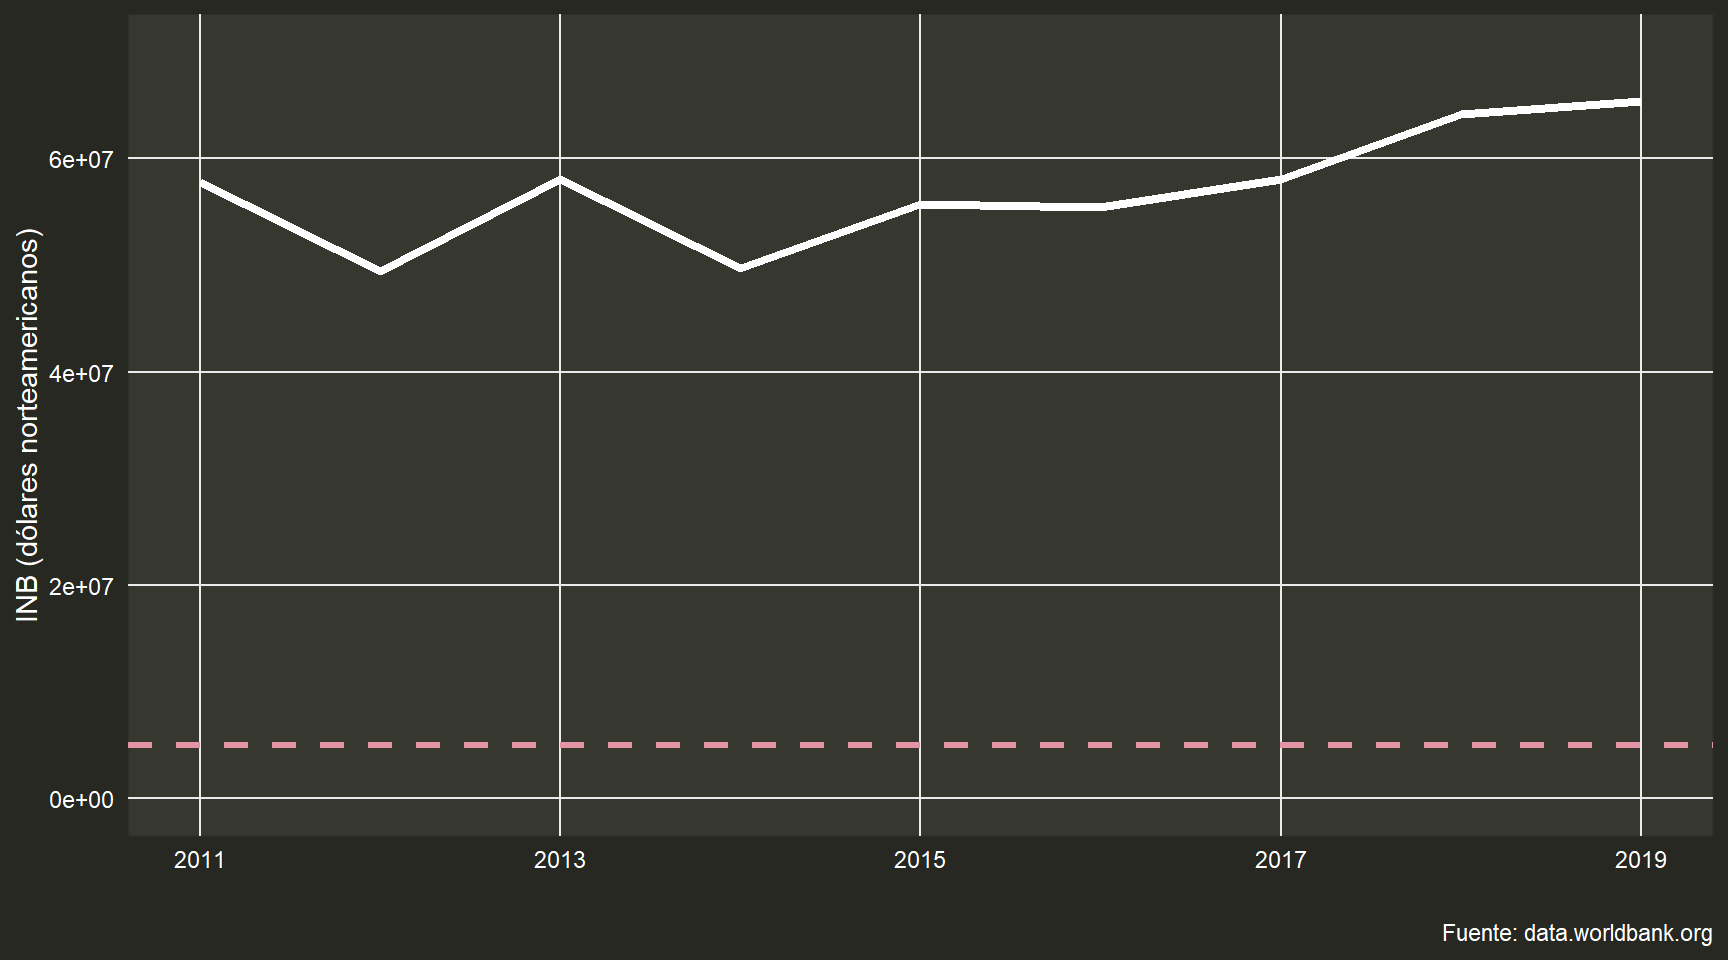 INB (dólares norteamericanos)
6e+07
4e+07
2e+07
0e+00
2011
2013
2015
2017
2019
Fuente: data.worldbank.org